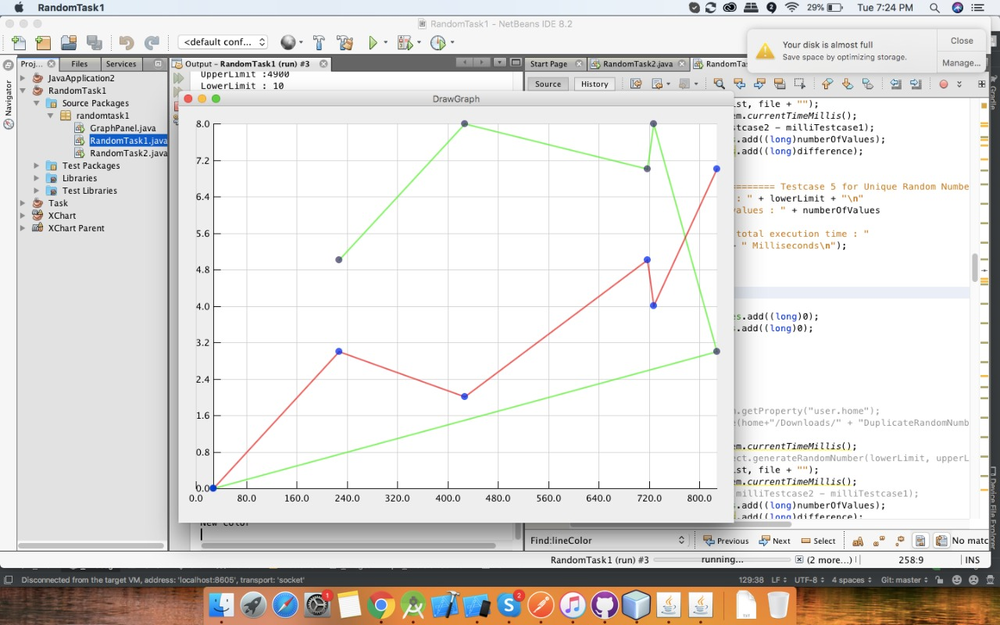 RandomTask1
29%
Tue 7:24 PM
RandomTask1 - NetBeans IDE 8.2
<default conf...
Your disk is almost full
Save space by optimizing storage.
Close
Manage...
Proj...
Files
Services
Output - RandomTask1 (run) #3
Start Page
RandomTask2.java
RandomTa
Navigator
JavaApplication2
RandomTask1
Source Packages
randomtask1
GraphPanel.java
RandomTask1.java
RandomTask2.java
Test Packages
Libraries
Test Libraries
Task
XChart
XChart Parent
UpperLimit :4900
LowerLimit : 10
Source
History
DrawGraph
8.0
7.2
6.4
5.6
4.8
4.0
3.2
2.4
1.6
0.8
0.0
0.0
80.0
160.0
240.0
320.0
400.0
480.0
560.0
640.0
720.0
800.0
New Color
ist, file + "");
em.currentTimeMillis();
stcase2 - milliTestcase1);
s.add((long)numberOfValues);
.add((long)difference);
======== Testcase 5 for Unique Random Numbe
: " + lowerLimit + "\n"
alues : " + numberOfValues
total execution time : "
" Milliseconds\n");
es.add((long)0);
.add((long)0);
m.getProperty("user.home");
e(home+"/Downloads/" + "DuplicateRandomNumb
em.currentTimeMillis();
ect.generateRandomNumber(lowerLimit, upperL
ist, file + "");
em.currentTimeMillis();
milliTestcase2 - milliTestcase1);
s.add((long)numberOfValues);
.add((long)difference);
Gradle
Device File Explorer
Find:lineColor
Previous
Next
Select
No matc
RandomTask1 (run) #3
running...
(2 more...)
258:9
INS
Disconnected from the target VM, address: 'localhost:8605', transport: 'socket'
129:38
LF
UTF-8
4 spaces
Git: master
1
2
TXT